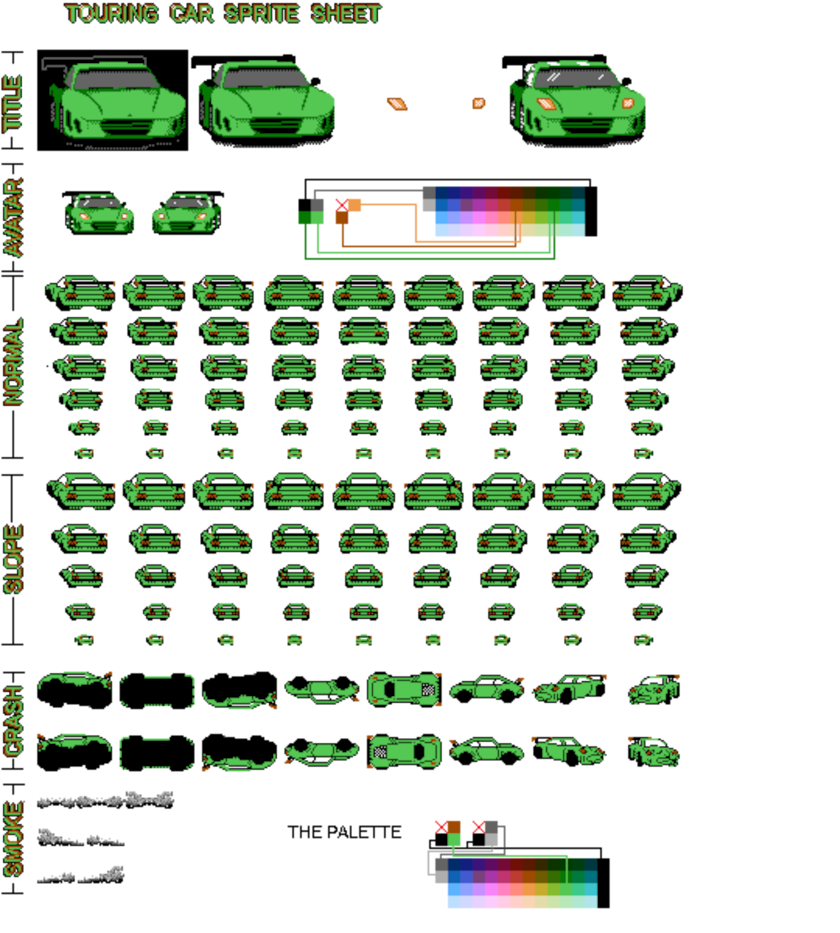 TOURING CAR SPRITE SHEET
TITLE
AVATAR
NORMAL
SLOPE
CRASH
SMOKE
THE PALETTE